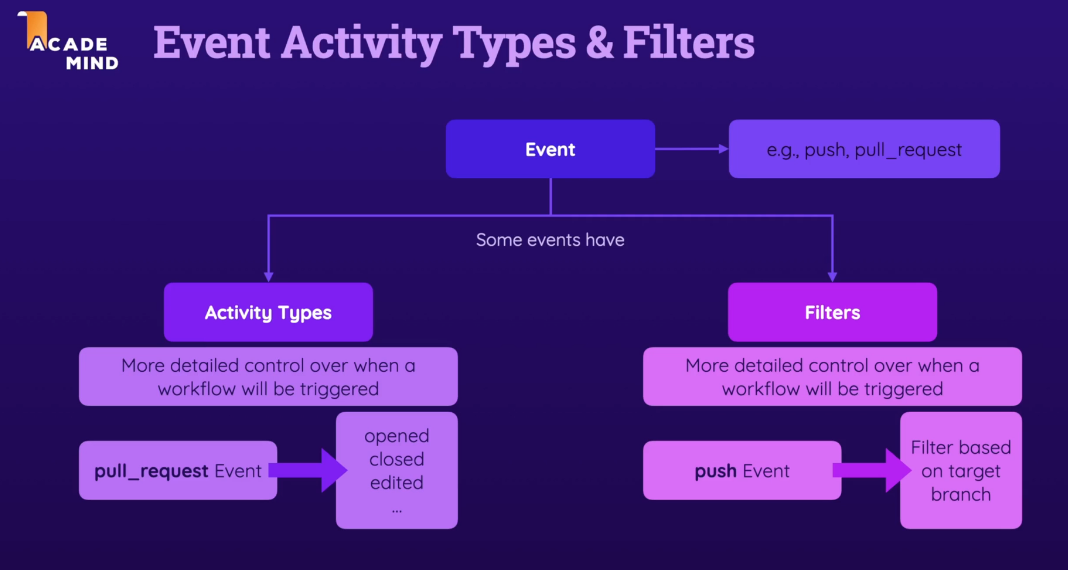 ACADE
MIND
Event Activity Types & Filters
Event
e.g., push, pull_request
Some events have
Activity Types
More detailed control over when a
workflow will be triggered
pull_request Event
opened
closed
edited
...
Filters
More detailed control over when a
workflow will be triggered
push Event
Filter based
on target
branch